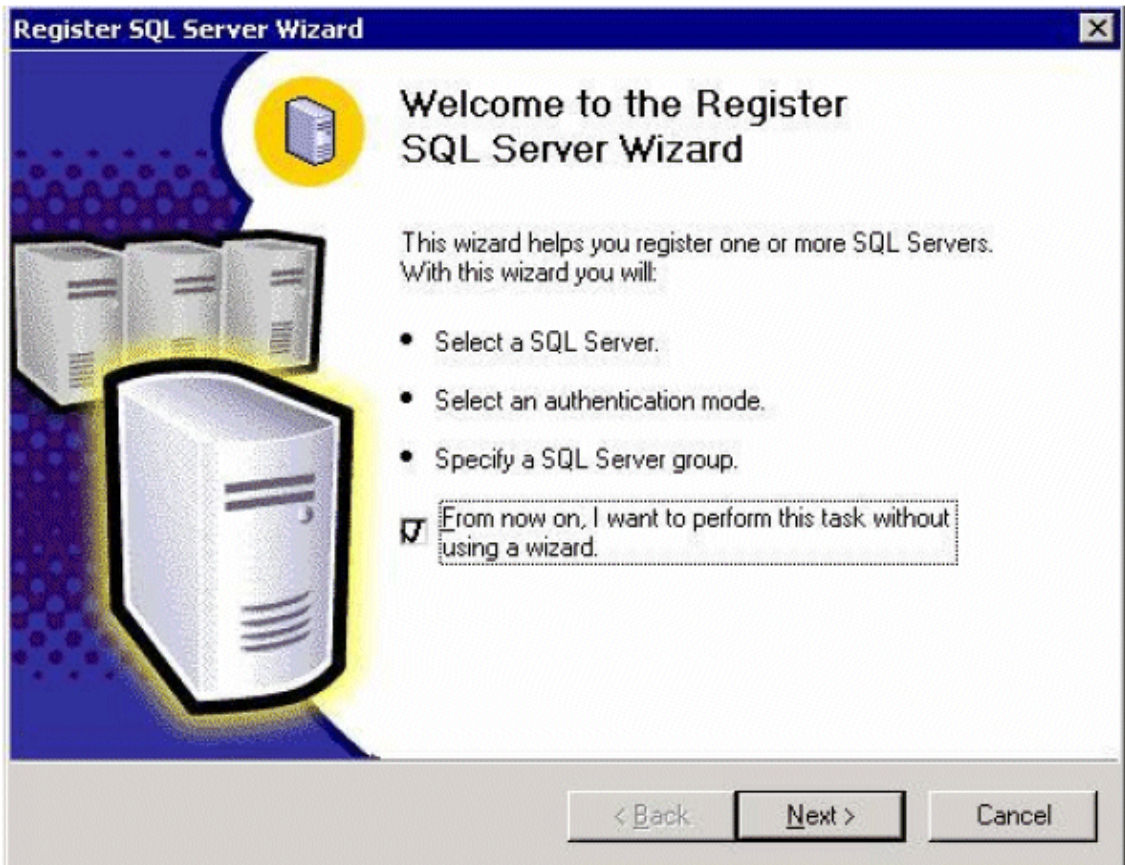 Register SQL Server Wizard
Welcome to the Register
SQL Server Wizard
This wizard helps you register one or more SQL Servers.
With this wizard you will:
• Select a SQL Server.
• Select an authentication mode.
• Specify a SQL Server group.
From now on, I want to perform this task without
using a wizard.
< Back
Next >
Cancel